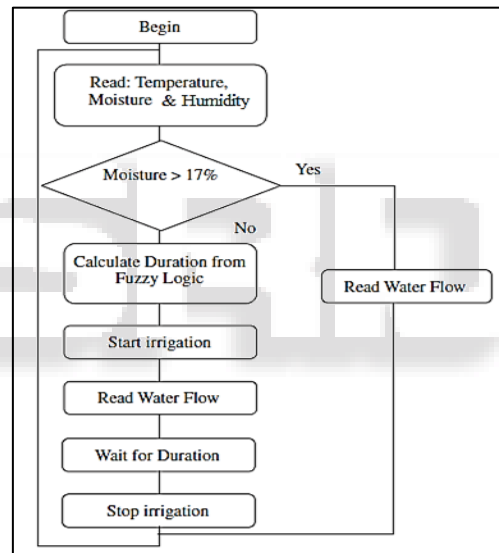 Begin
Read: Temperature,
Moisture & Humidity
Moisture > 17%
Yes
No
Calculate Duration from
Fuzzy Logic
Read Water Flow
Start irrigation
Read Water Flow
Wait for Duration
Stop irrigation